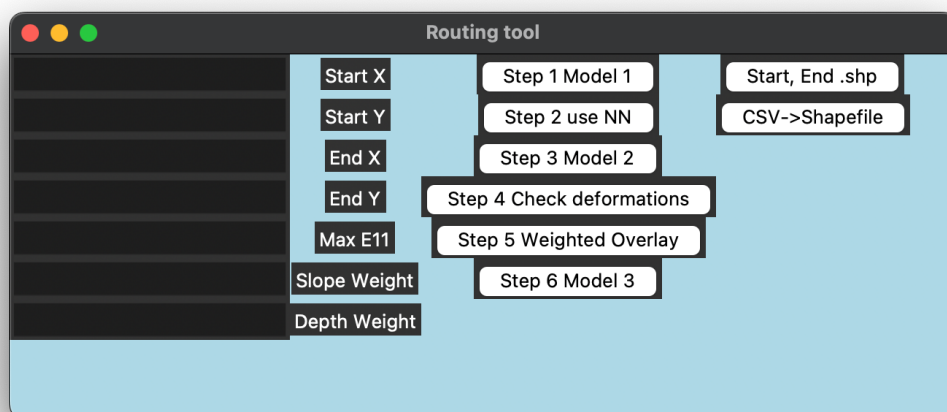 Routing tool
Start X Step 1 Model 1 Start, End .shp
Start Y Step 2 use NN CSV->Shapefile
End X Step 3 Model 2
End Y Step 4 Check deformations
Max E11 Step 5 Weighted Overlay
Slope Weight Step 6 Model 3
Depth Weight